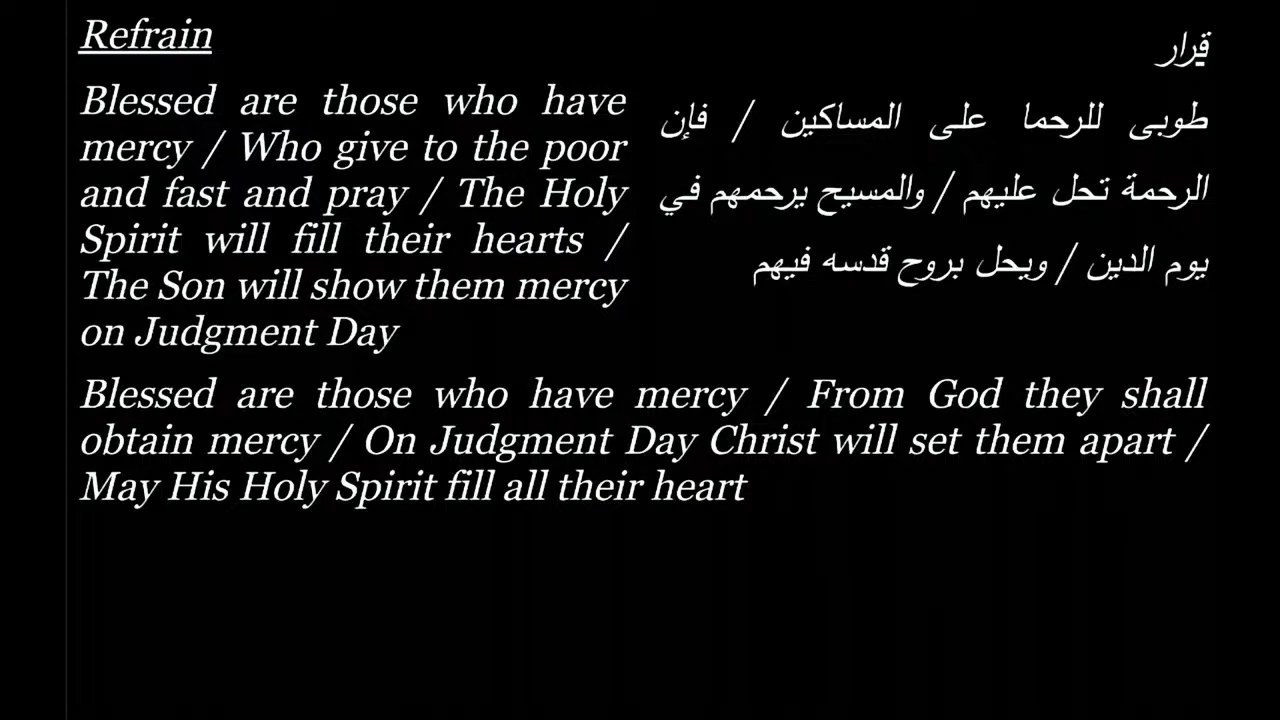 Refrain
Blessed are those who have
mercy / Who give to the poor
and fast and pray / The Holy
Spirit will fill their hearts /
The Son will show them mercy
on Judgment Day
قرار
طوبى للرحما على المساكين / فإن
الرحمة تحل عليهم / والمسيح يرحمهم في
يوم الدين / ويحل بروح قدسه فيهم
Blessed are those who have mercy / From God they shall
obtain mercy / On Judgment Day Christ will set them apart /
May His Holy Spirit fill all their heart